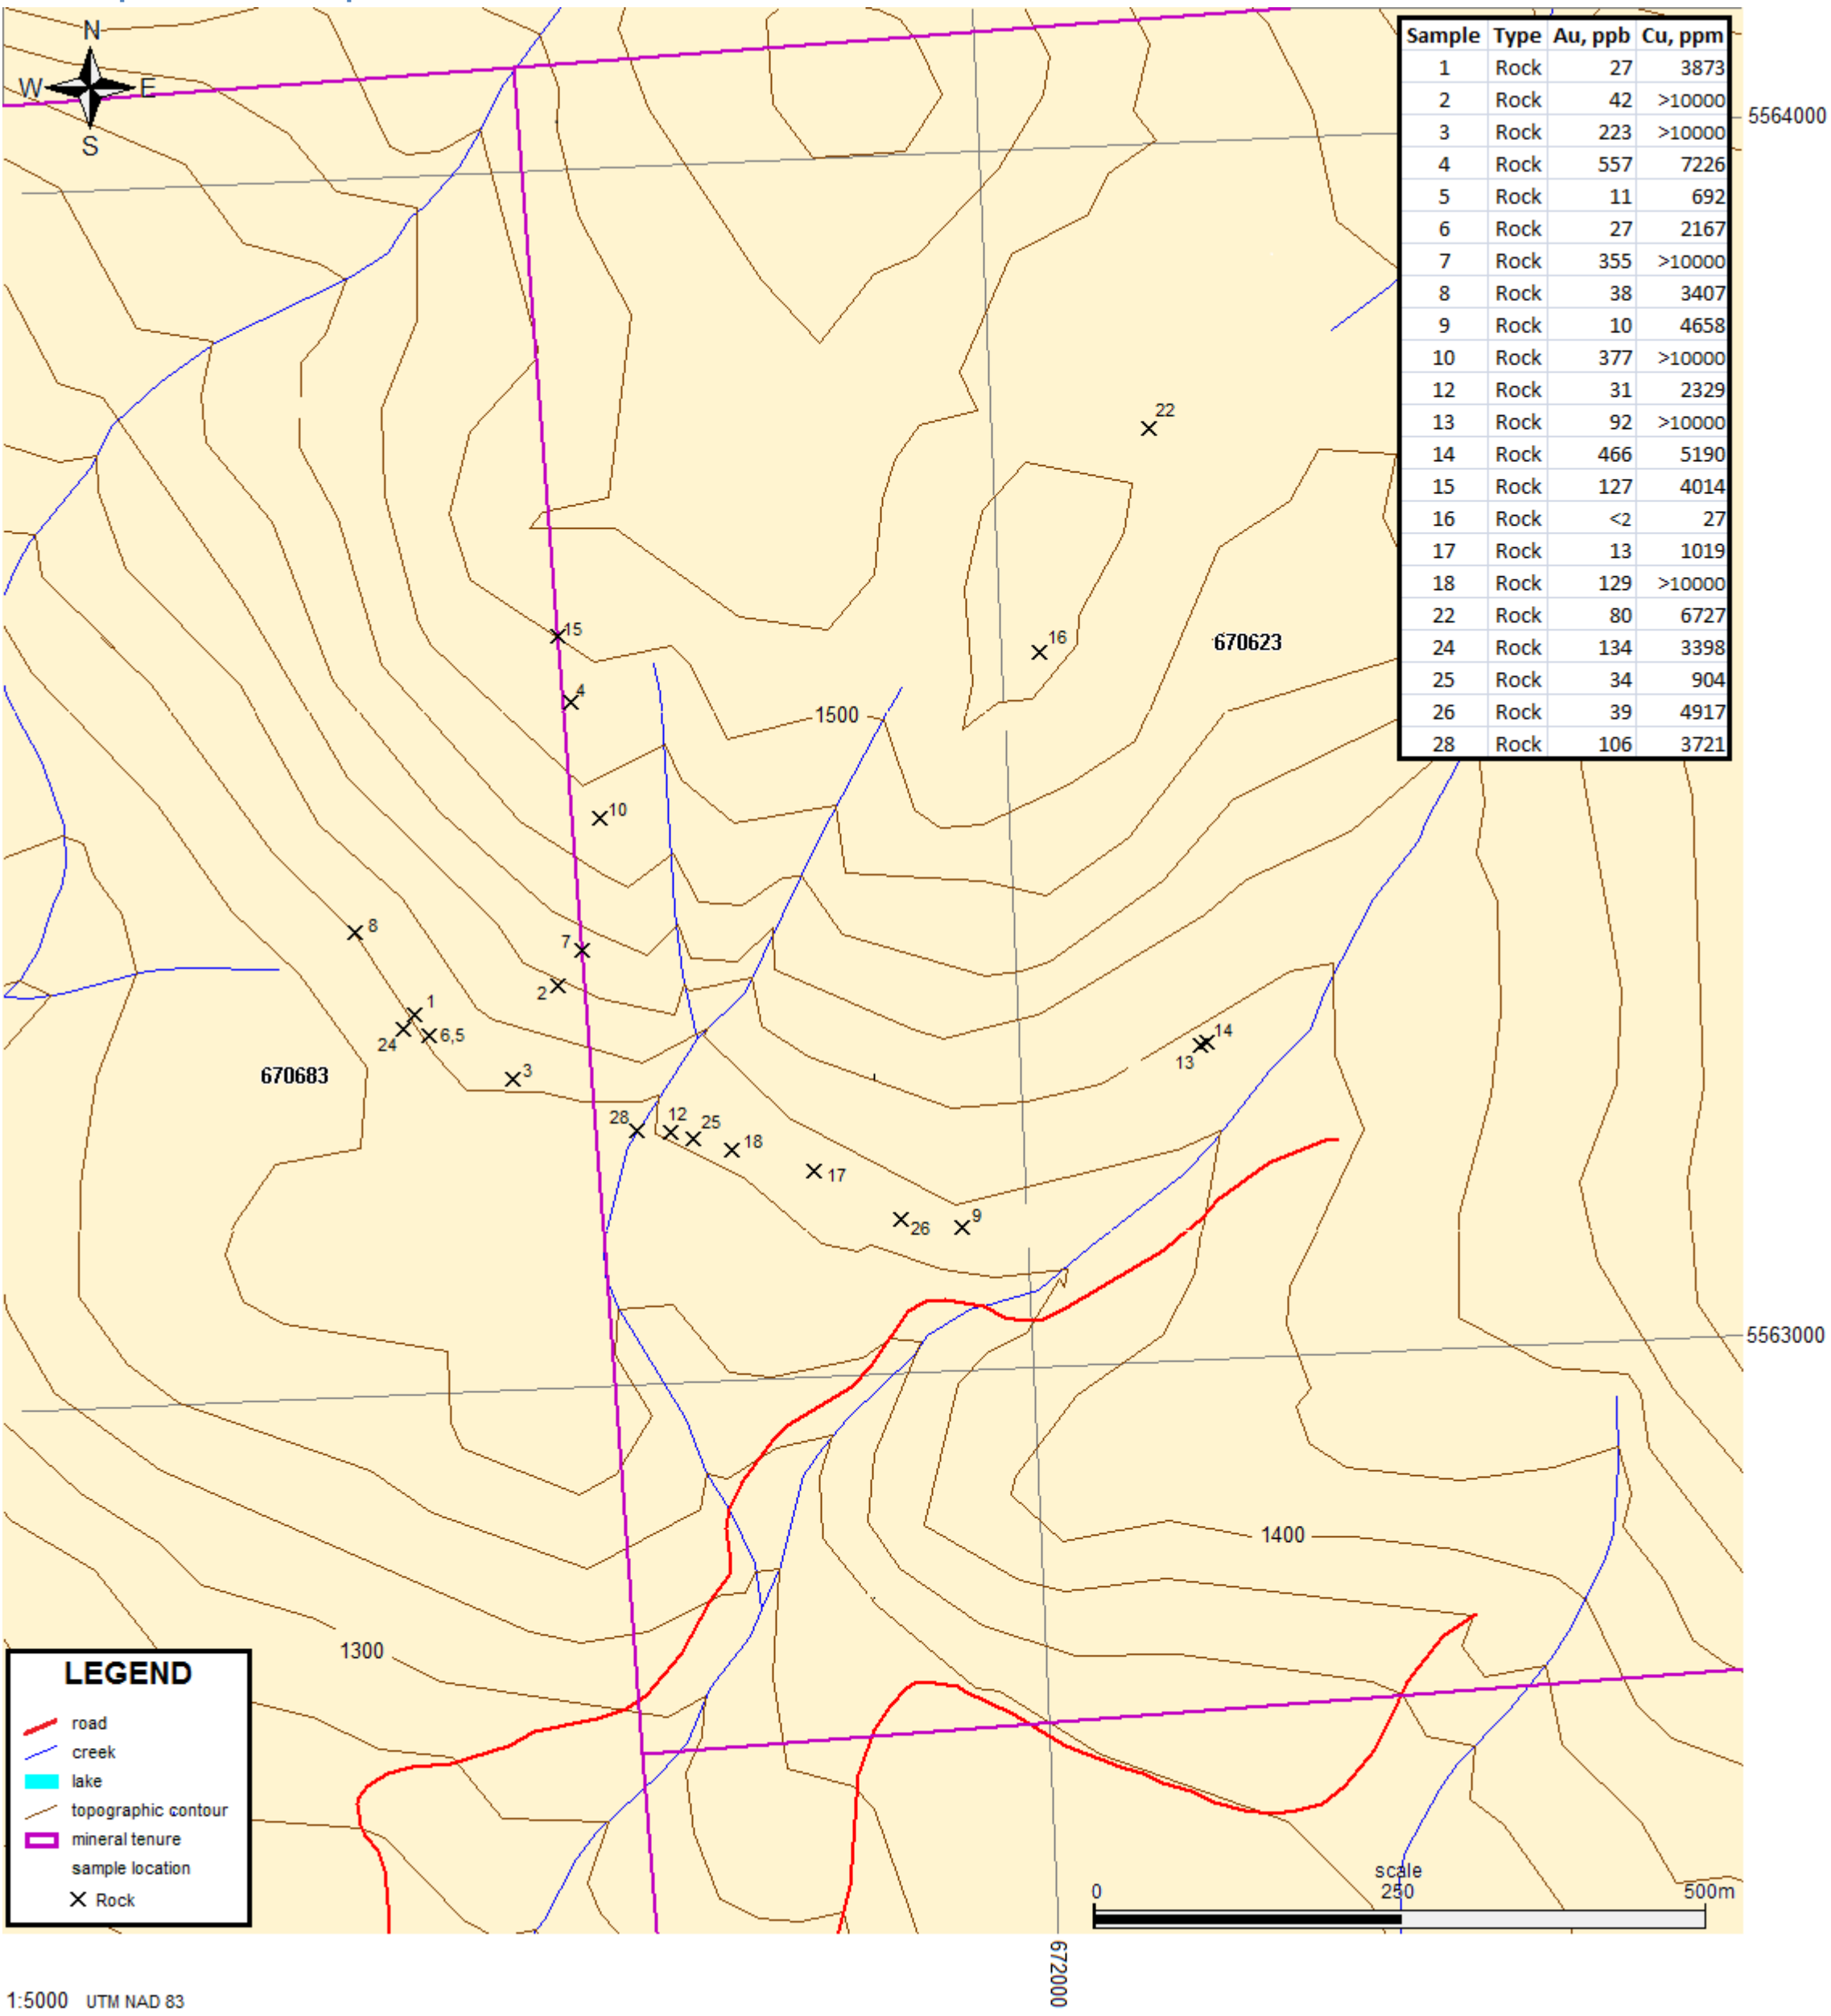 N
W E
S
Sample Type Au, ppb Cu, ppm
1 Rock 27 3873
2 Rock 42 >10000
3 Rock 223 >10000
4 Rock 557 7226
5 Rock 11 692
6 Rock 27 2167
7 Rock 355 >10000
8 Rock 38 3407
9 Rock 10 4658
10 Rock 377 >10000
12 Rock 31 2329
13 Rock 92 >10000
14 Rock 466 5190
15 Rock 127 4014
16 Rock <2 27
17 Rock 13 1019
18 Rock 129 >10000
22 Rock 80 6727
24 Rock 134 3398
25 Rock 34 904
26 Rock 39 4917
28 Rock 106 3721
5564000
22
15
16
670623
4
1500
10
8
7
2
1
24
6,5
14
13
3
670683
28
12
25
18
17
26
9
5563000
1400
1300
LEGEND
road
creek
lake
topographic contour
mineral tenure
sample location
Rock
scale
0 250 500m
672000
1:5000 UTM NAD 83